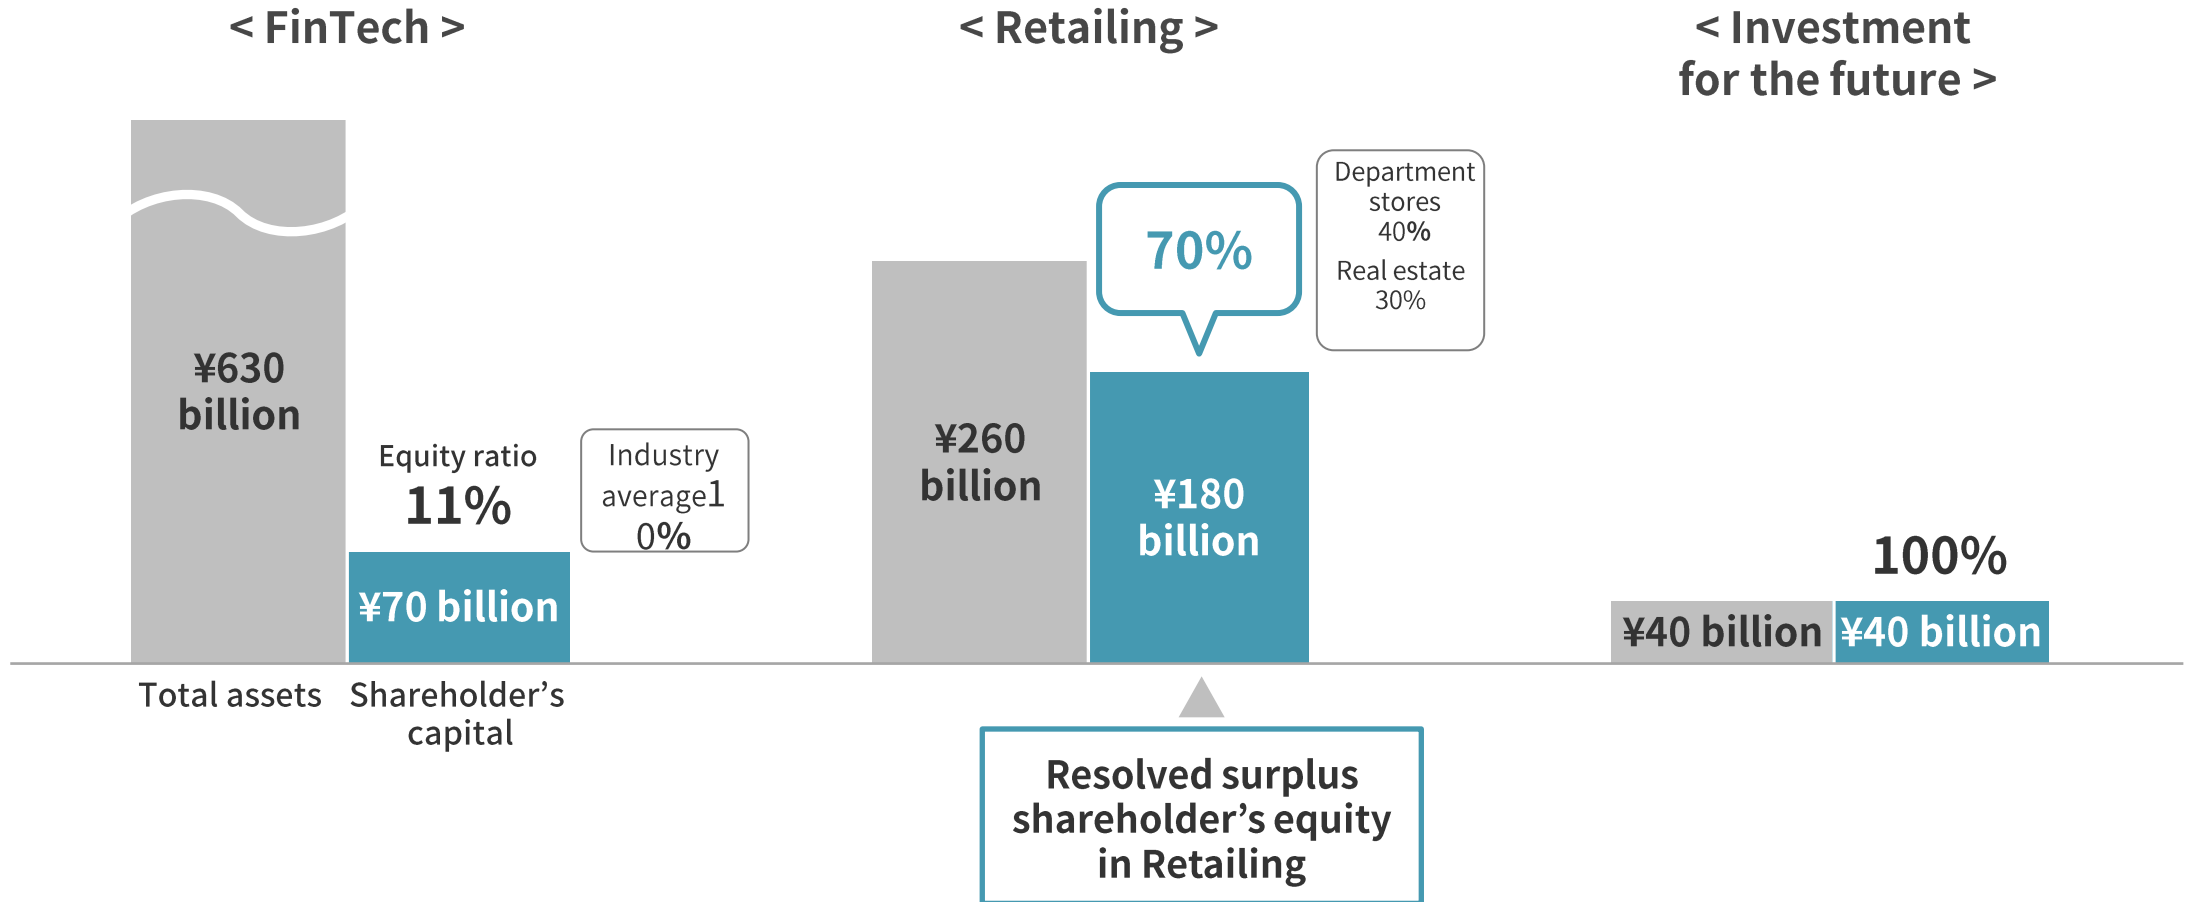 < FinTech >
¥630
billion
Equity ratio
11%
Industry
average1
0%
¥70 billion
Total assets
Shareholder’s
capital
< Retailing >
¥260
billion
70%
Department
stores
40%
Real estate
30%
¥180
billion
Resolved surplus
shareholder’s equity
in Retailing
< Investment
for the future >
100%
¥40 billion
¥40 billion